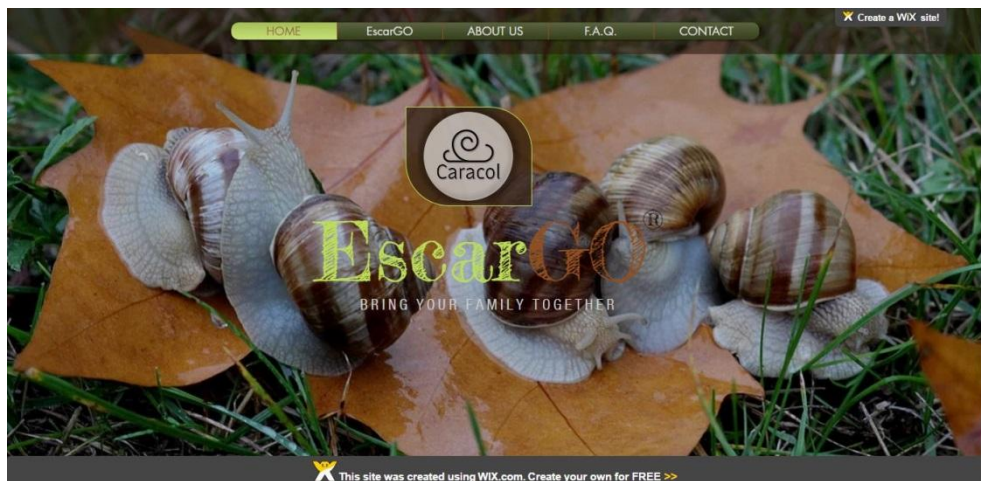 Create a WiX site!
HOME EscarGO ABOUT US F.A.Q. CONTACT
Caracol
EscarGO®
BRING YOUR FAMILY TOGETHER
This site was created using WIX.com. Create your own for FREE >>